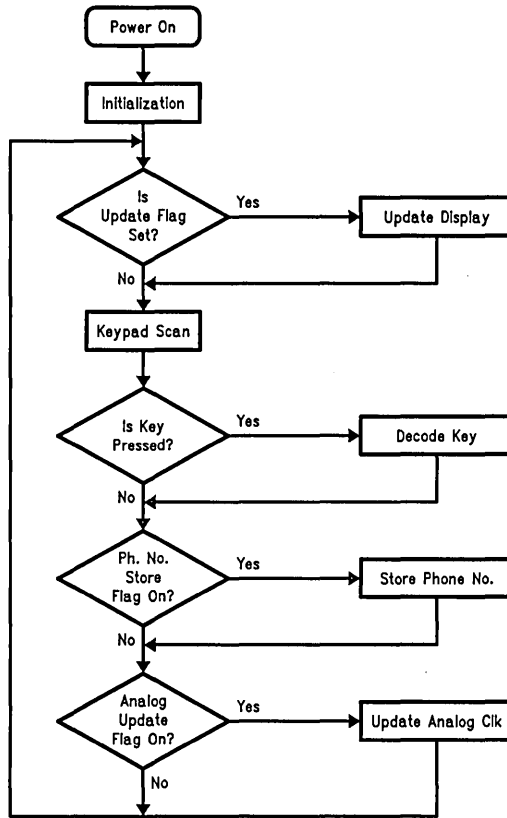 Power On
Initialization
Is
Update Flag
Set?
Yes
Update Display
No
Keypad Scan
Is Key
Pressed?
Yes
Decode Key
No
Ph. No.
Store
Flag On?
Yes
Store Phone No.
No
Analog
Update
Flag On?
Yes
Update Analog Clk
No